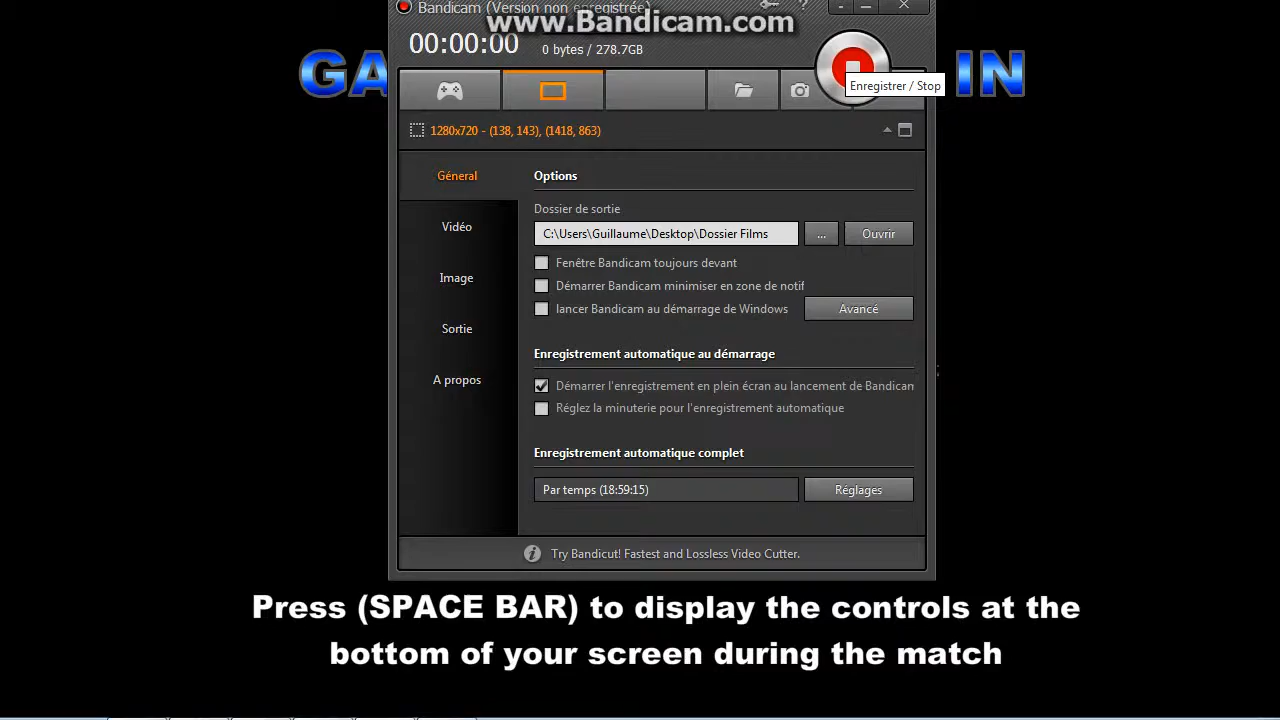 Bandicam (Version non enregistrée)
www.Bandicam.com
00:00:00
0 bytes / 278.7GB
GA
IN
Enregistrer / Stop
1280x720 - (138, 143), (1418, 863)
Géneral
Vidéo
Image
Sortie
A propos
Options
Dossier de sortie
C:\Users\Guillaume\Desktop\Dossier Films
...
Ouvrir
Fenêtre Bandicam toujours devant
Démarrer Bandicam minimiser en zone de notif
lancer Bandicam au démarrage de Windows
Avancé
Enregistrement automatique au démarrage
Démarrer l'enregistrement en plein écran au lancement de Bandican
Réglez la minuterie pour l'enregistrement automatique
Enregistrement automatique complet
Par temps (18:59:15)
Réglages
Try Bandicut! Fastest and Lossless Video Cutter.
Press (SPACE BAR) to display the controls at the
bottom of your screen during the match